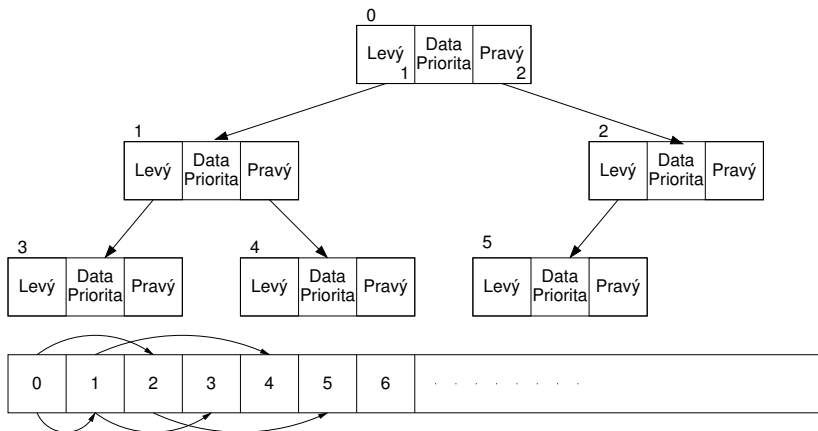 0
Levý Data Priorita Pravý
1 2
1
Levý Data Priorita Pravý
2
Levý Data Priorita Pravý
3
Levý Data Priorita Pravý
4
Levý Data Priorita Pravý
5
Levý Data Priorita Pravý
0 1 2 3 4 5 6 . . . . . . . .